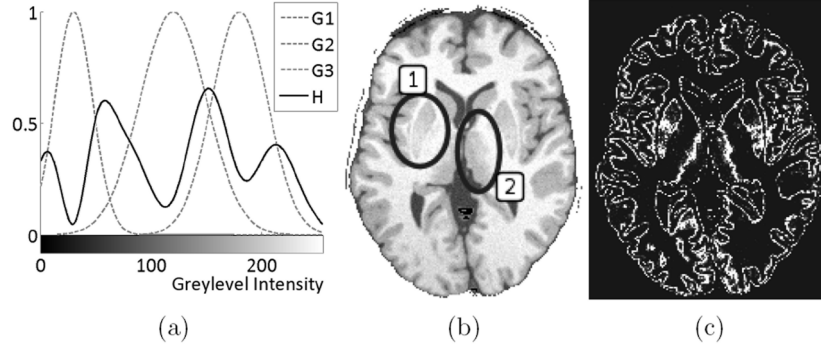 1
0.5
0
G1
G2
G3
H
0 100 200
Greylevel Intensity
1
2
(a) (b) (c)